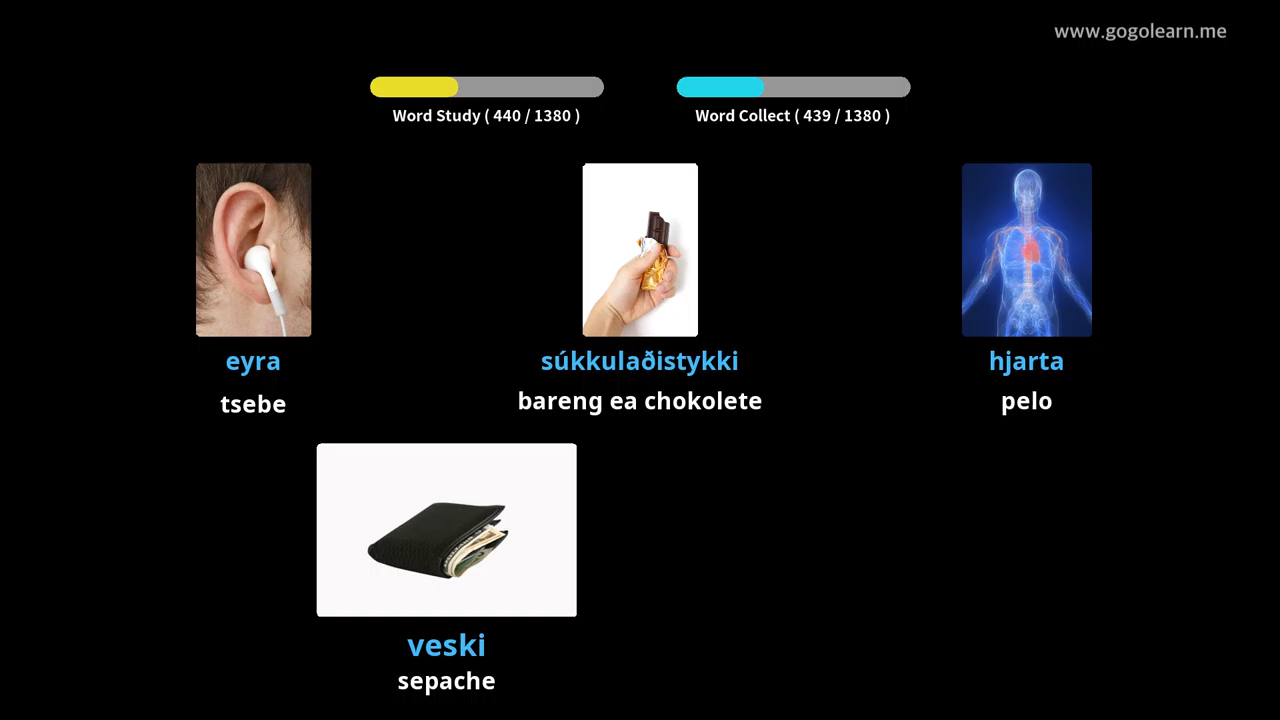 www.gogolearn.me
Word Study ( 440 / 1380 )
Word Collect ( 439 / 1380 )
eyra
súkkulaðistykki
hjarta
tsebe
bareng ea chokolete
pelo
veski
sepache